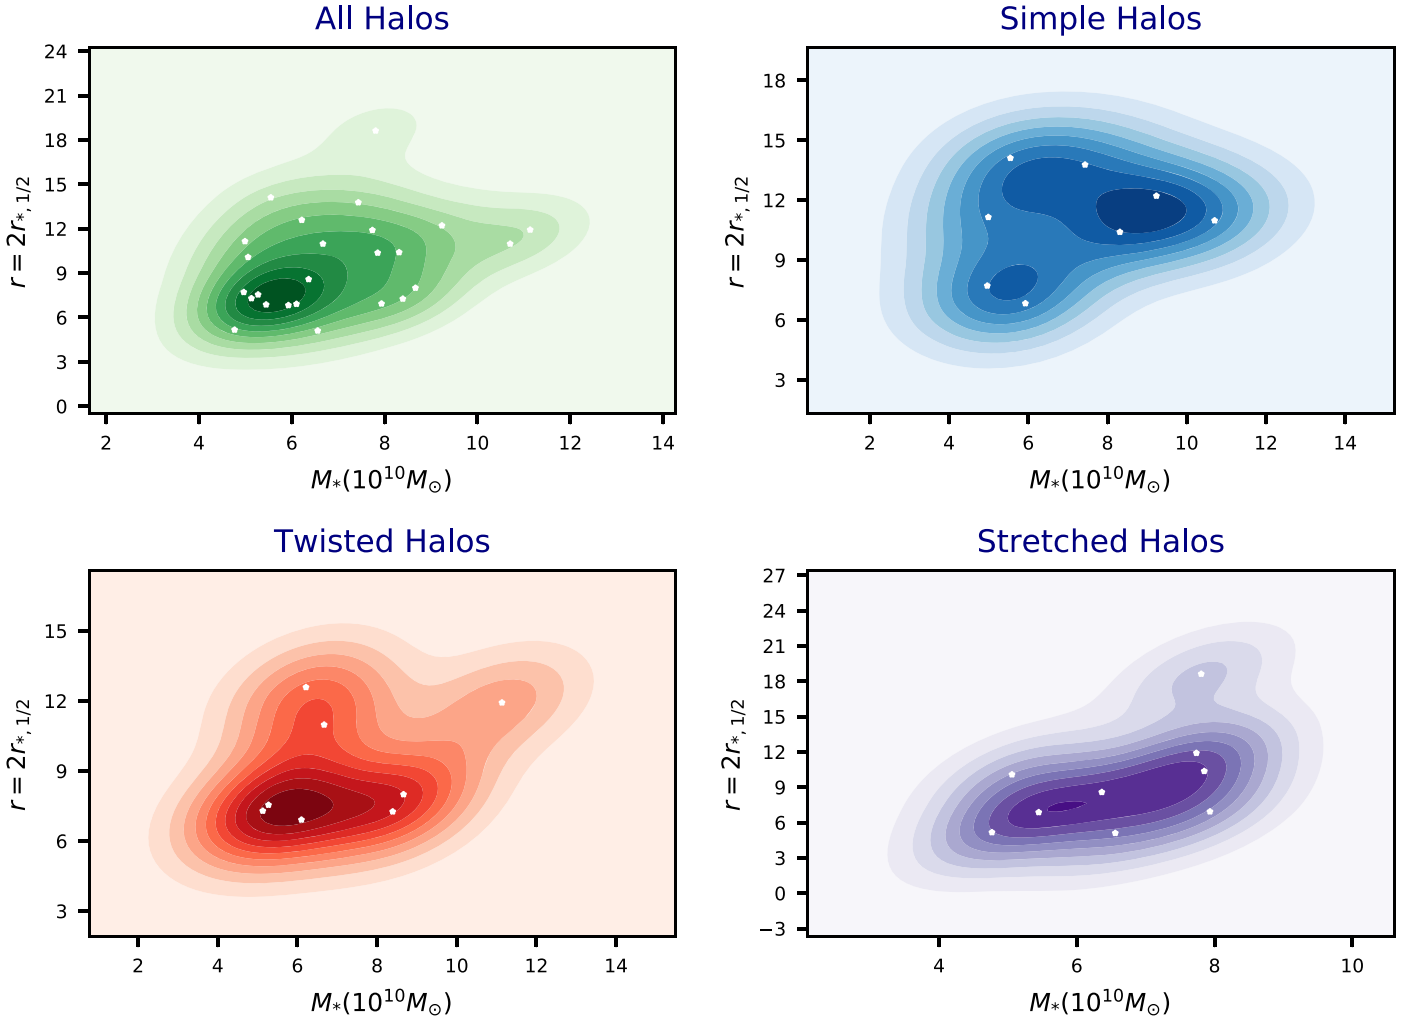 All Halos
Simple Halos
24
21
18
15
12
9
6
3
0
r = 2r*,1/2
2 4 6 8 10 12 14
M*(10^10 M⊙)
18
15
12
9
6
3
r = 2r*,1/2
2 4 6 8 10 12 14
M*(10^10 M⊙)
Twisted Halos
Stretched Halos
15
12
9
6
3
r = 2r*,1/2
2 4 6 8 10 12 14
M*(10^10 M⊙)
27
24
21
18
15
12
9
6
3
0
−3
r = 2r*,1/2
4 6 8 10
M*(10^10 M⊙)